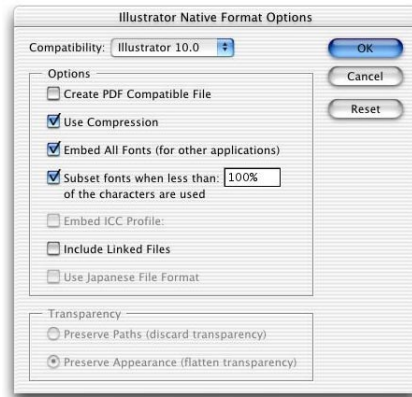 Illustrator Native Format Options
Compatibility: Illustrator 10.0
OK
Cancel
Reset
Options
Create PDF Compatible File
Use Compression
Embed All Fonts (for other applications)
Subset fonts when less than: 100%
of the characters are used
Embed ICC Profile:
Include Linked Files
Use Japanese File Format
Transparency
Preserve Paths (discard transparency)
Preserve Appearance (flatten transparency)